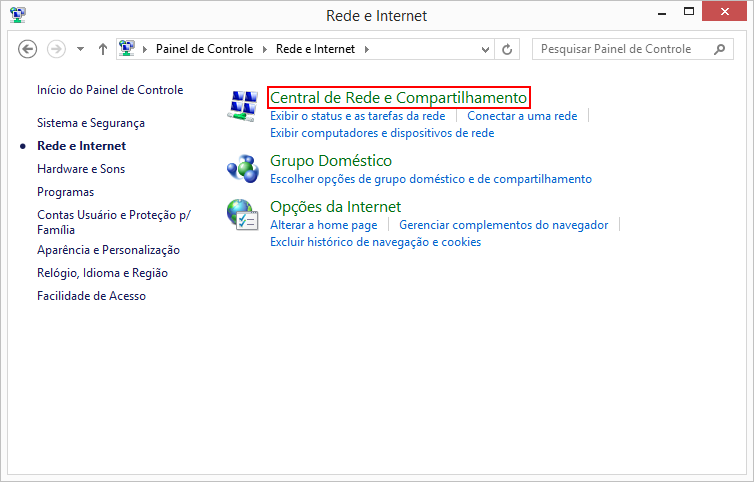 Rede e Internet
Painel de Controle
Rede e Internet
Pesquisar Painel de Controle
Início do Painel de Controle
Sistema e Segurança
Rede e Internet
Hardware e Sons
Programas
Contas Usuário e Proteção p/
Família
Aparência e Personalização
Relógio, Idioma e Região
Facilidade de Acesso
Central de Rede e Compartilhamento
Exibir o status e as tarefas da rede
Conectar a uma rede
Exibir computadores e dispositivos de rede
Grupo Doméstico
Escolher opções de grupo doméstico e de compartilhamento
Opções da Internet
Alterar a home page
Gerenciar complementos do navegador
Excluir histórico de navegação e cookies